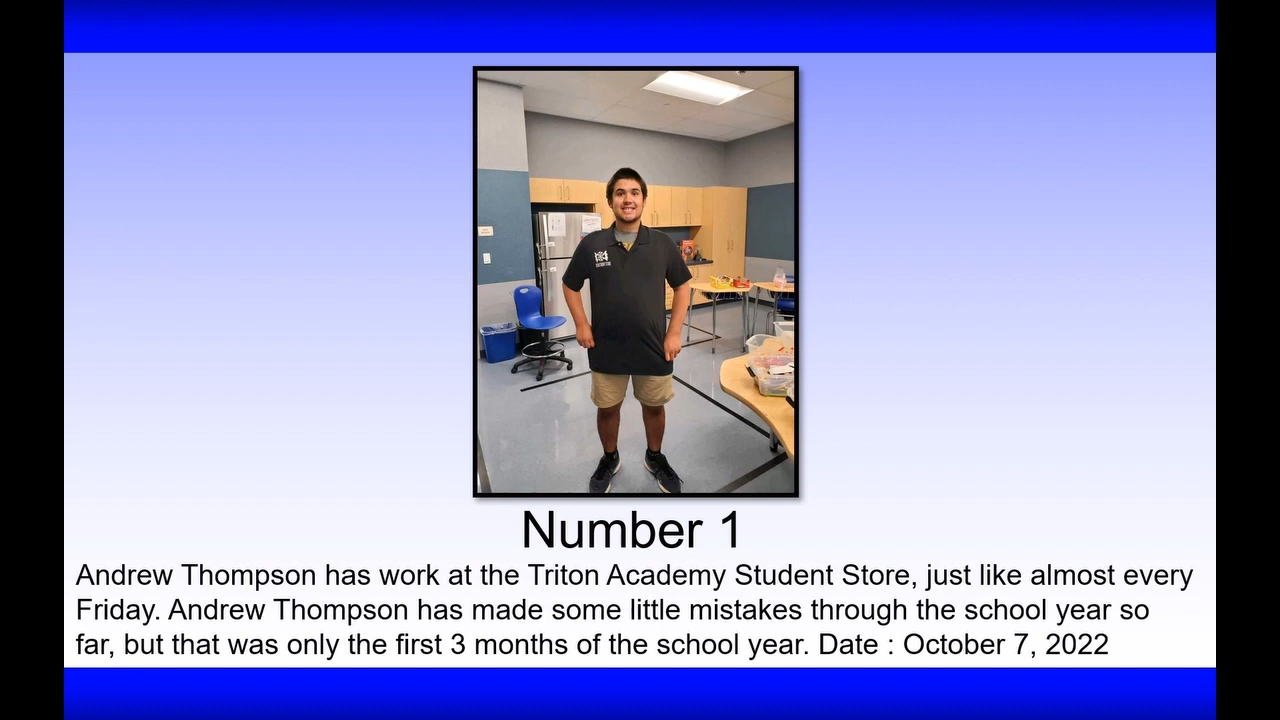 Number 1
Andrew Thompson has work at the Triton Academy Student Store, just like almost every
Friday. Andrew Thompson has made some little mistakes through the school year so
far, but that was only the first 3 months of the school year. Date : October 7, 2022